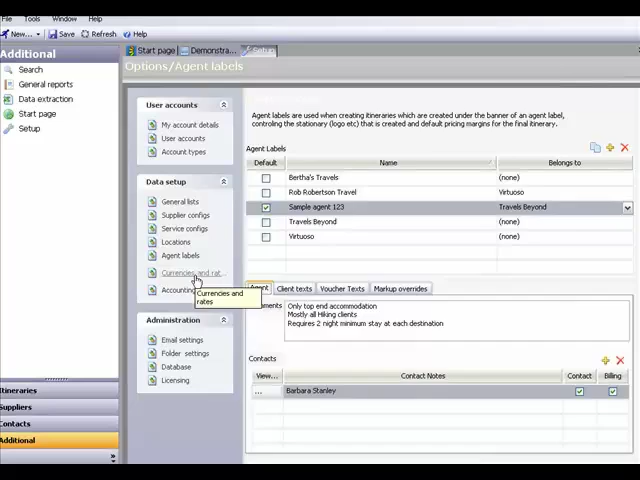 File Tools Window Help
New... Save Refresh Help
Additional
Search
General reports
Data extraction
Start page
Setup
Itineraries
Suppliers
Contacts
Additional
Start page Demonstra... Setup
Options/Agent labels
User accounts
My account details
User accounts
Account types
Data setup
General lists
Supplier configs
Service configs
Locations
Agent labels
Currencies and rat...
Accounting
Currencies and
rates
Administration
Email settings
Folder settings
Database
Licensing
Agent labels are used when creating itineraries which are created under the banner of an agent label,
controling the stationary (logo etc) that is created and default pricing margins for the final itinerary.
Agent Labels
Default Name Belongs to
Bertha's Travels (none)
Rob Robertson Travel Virtuoso
Sample agent 123 Travels Beyond
Travels Beyond (none)
Virtuoso (none)
Agent Client texts Voucher Texts Markup overrides
Only top end accommodation
Mostly all Hiking clients
Requires 2 night minimum stay at each destination
Contacts
View... Contact Notes Contact Billing
... Barbara Stanley